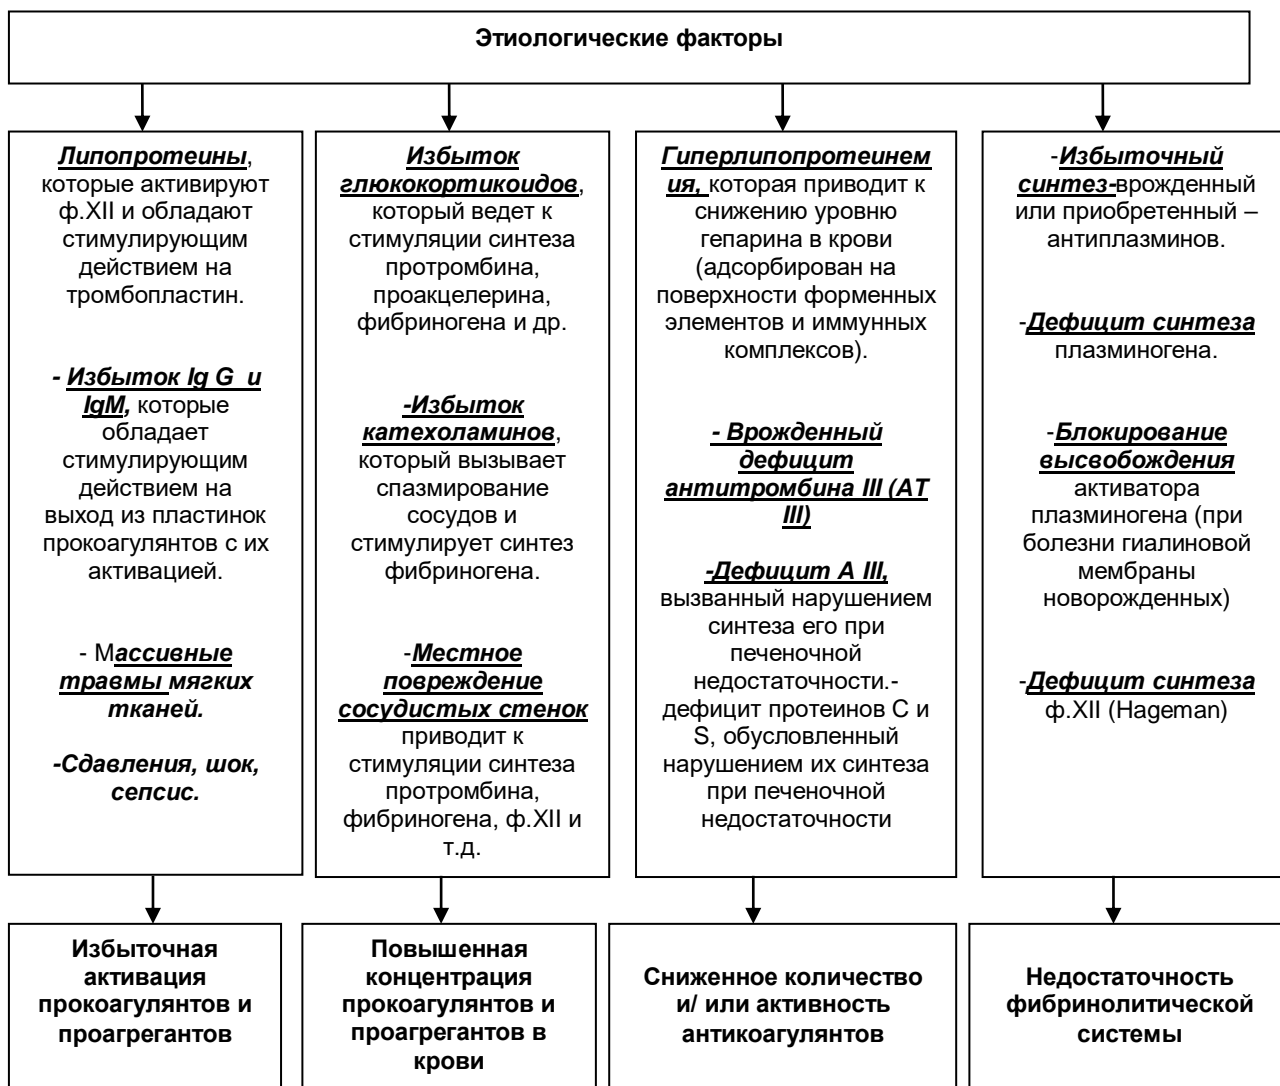 Этиологические факторы
Липопротеины,
которые активируют
ф.XII и обладают
стимулирующим
действием на
тромбопластин.
- Избыток Ig G и
IgM, которые
обладает
стимулирующим
действием на
выход из пластинок
прокоагулянтов с их
активацией.
- Массивные
травмы мягких
тканей.
-Сдавления, шок,
сепсис.
Избыток
глюкокортикоидов,
который ведет к
стимуляции синтеза
протромбина,
проакцелерина,
фибриногена и др.
-Избыток
катехоламинов,
который вызывает
спазмирование
сосудов и
стимулирует синтез
фибриногена.
-Местное
повреждение
сосудистых стенок
приводит к
стимуляции синтеза
протромбина,
фибриногена, ф.XII и
т.д.
Гиперлипопротеинем
ия, которая приводит к
снижению уровню
гепарина в крови
(адсорбирован на
поверхности форменных
элементов и иммунных
комплексов).
- Врожденный
дефицит
антитромбина III (АТ
III)
-Дефицит А III,
вызванный нарушением
синтеза его при
печеночной
недостаточности.-
дефицит протеинов С и
S, обусловленный
нарушением их синтеза
при печеночной
недостаточности
-Избыточный
синтез-врожденный
или приобретенный –
антиплазминов.
-Дефицит синтеза
плазминогена.
-Блокирование
высвобождения
активатора
плазминогена (при
болезни гиалиновой
мембраны
новорожденных)
-Дефицит синтеза
ф.XII (Hageman)
Избыточная
активация
прокоагулянтов и
проагрегантов
Повышенная
концентрация
прокоагулянтов и
проагрегантов в
крови
Сниженное количество
и/ или активность
антикоагулянтов
Недостаточность
фибринолитической
системы